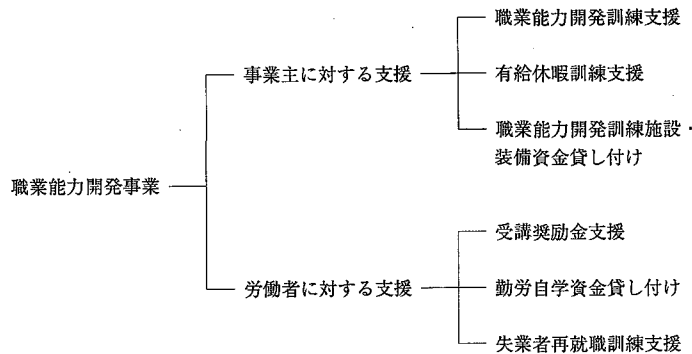 職業能力開発訓練支援
事業主に対する支援
有給休暇訓練支援
職業能力開発訓練施設・
装備資金貸し付け
職業能力開発事業
受講奨励金支援
労働者に対する支援
勤労自学資金貸し付け
失業者再就職訓練支援